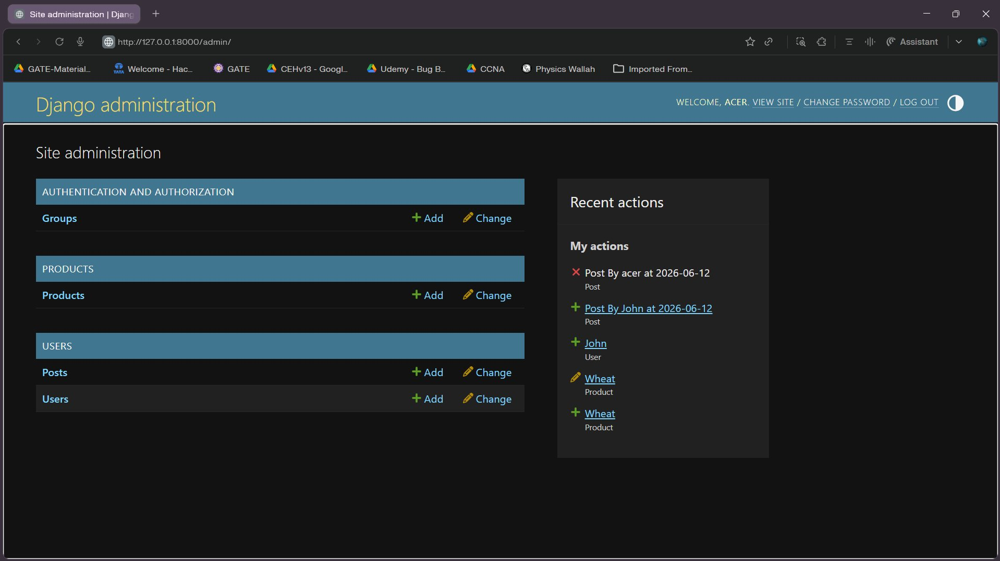 Site administration | Djang
http://127.0.0.1:8000/admin/
Assistant
GATE-Material...
TATA
Welcome - Hac...
GATE
CEHv13 - Googl...
Udemy - Bug B...
CCNA
Physics Wallah
Imported From...
Django administration
WELCOME, ACER. VIEW SITE / CHANGE PASSWORD / LOG OUT
Site administration
AUTHENTICATION AND AUTHORIZATION
Groups Add Change
PRODUCTS
Products Add Change
USERS
Posts Add Change
Users Add Change
Recent actions
My actions
Post By acer at 2026-06-12
Post
Post By John at 2026-06-12
Post
John
User
Wheat
Product
Wheat
Product